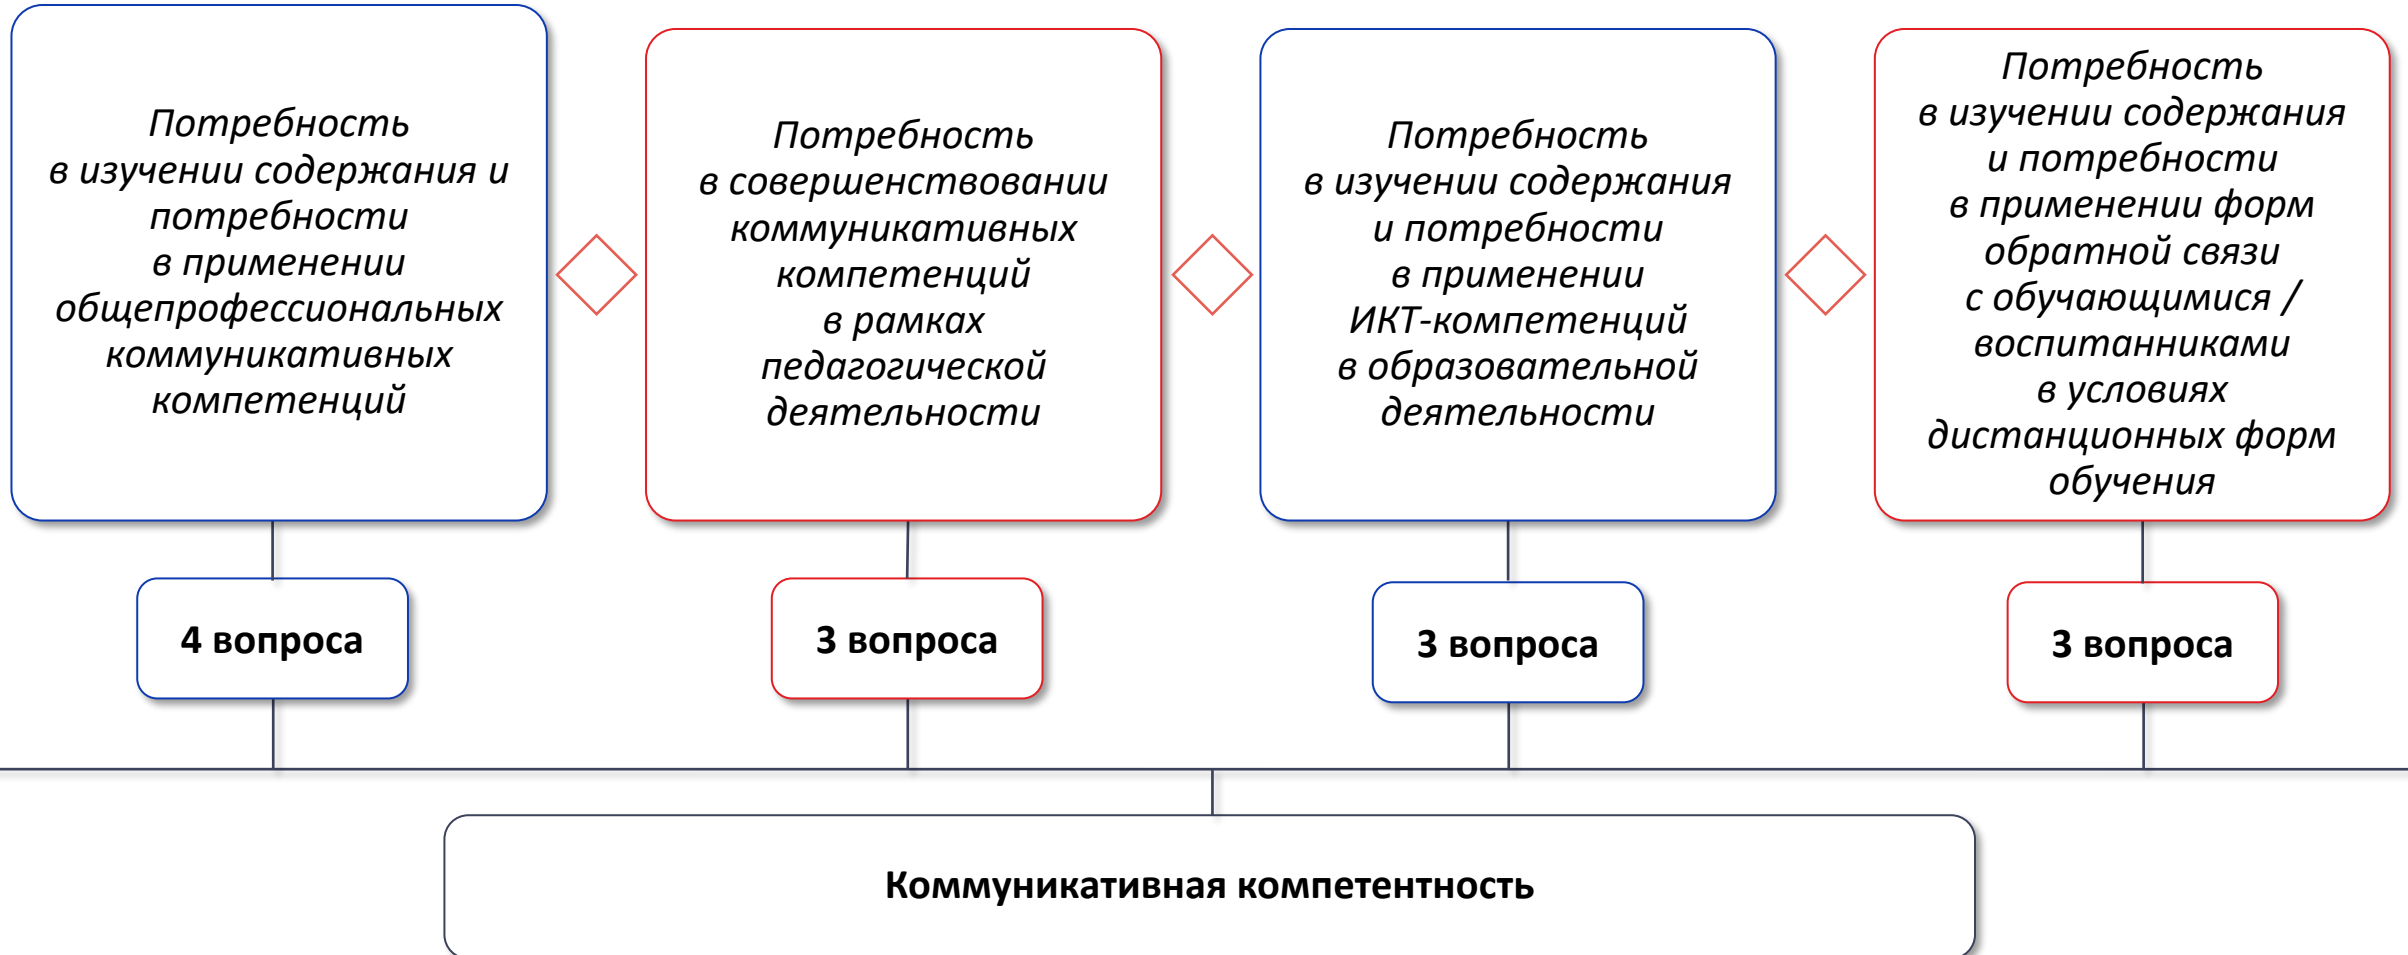 Потребность
в изучении содержания и
потребности
в применении
общепрофессиональных
коммуникативных
компетенций
Потребность
в совершенствовании
коммуникативных
компетенций
в рамках
педагогической
деятельности
Потребность
в изучении содержания
и потребности
в применении
ИКТ-компетенций
в образовательной
деятельности
Потребность
в изучении содержания
и потребности
в применении форм
обратной связи
с обучающимися /
воспитанниками
в условиях
дистанционных форм
обучения
4 вопроса
3 вопроса
3 вопроса
3 вопроса
Коммуникативная компетентность